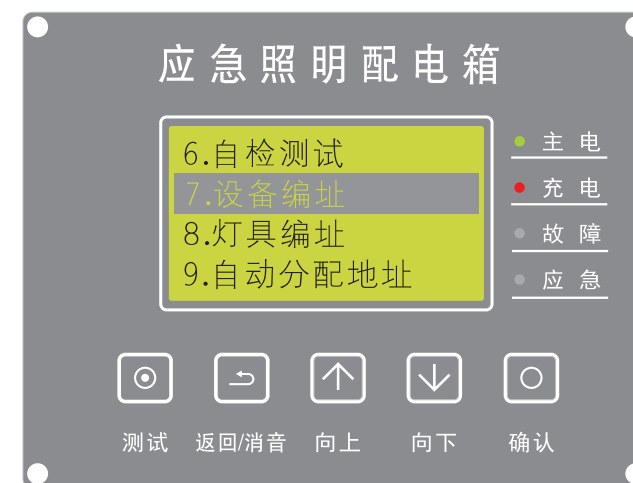 应急照明配电箱
6.自检测试
7.设备编址
8.灯具编址
9.自动分配地址
主电
充电
故障
应急
测试 返回/消音 向上 向下 确认